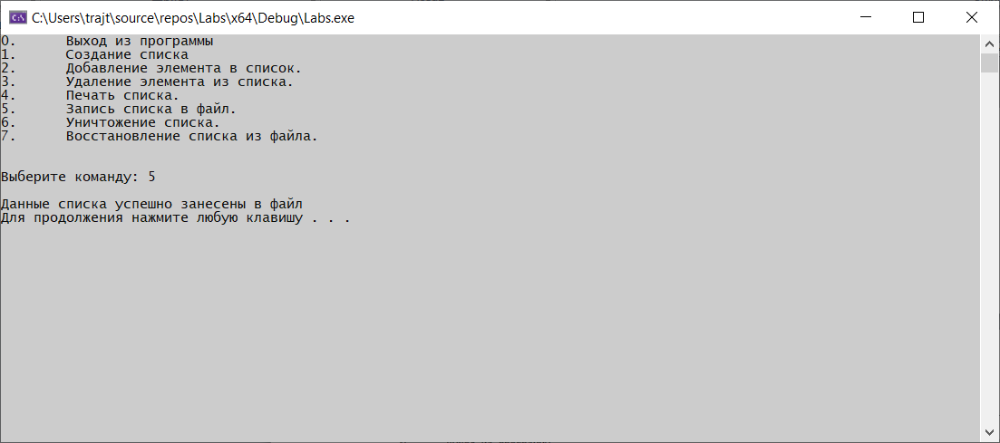 C:\Users\trajt\source\repos\Labs\x64\Debug\Labs.exe
0. Выход из программы
1. Создание списка
2. Добавление элемента в список.
3. Удаление элемента из списка.
4. Печать списка.
5. Запись списка в файл.
6. Уничтожение списка.
7. Восстановление списка из файла.
Выберите команду: 5
Данные списка успешно занесены в файл
Для продолжения нажмите любую клавишу . . .